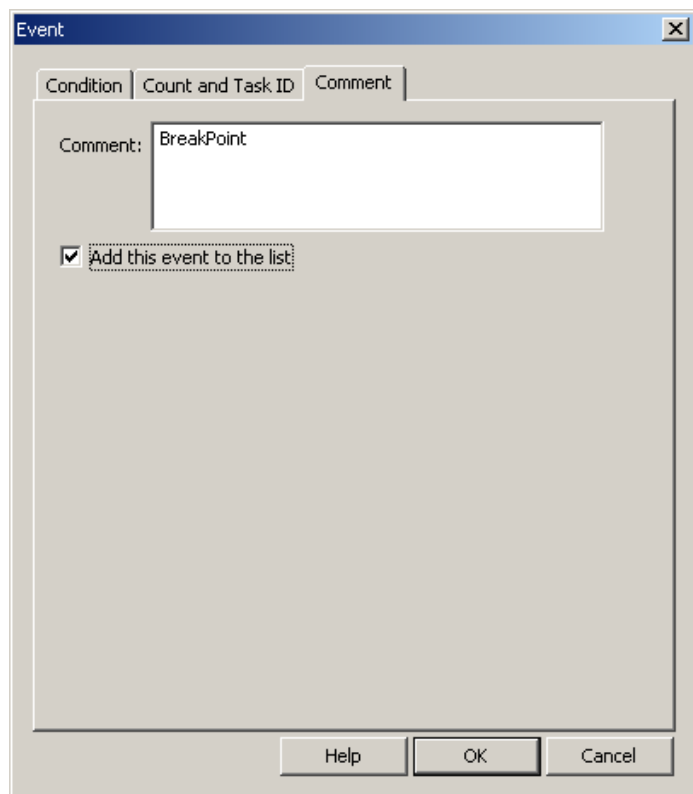 Event
Condition Count and Task ID Comment
Comment: BreakPoint
Add this event to the list
Help OK Cancel